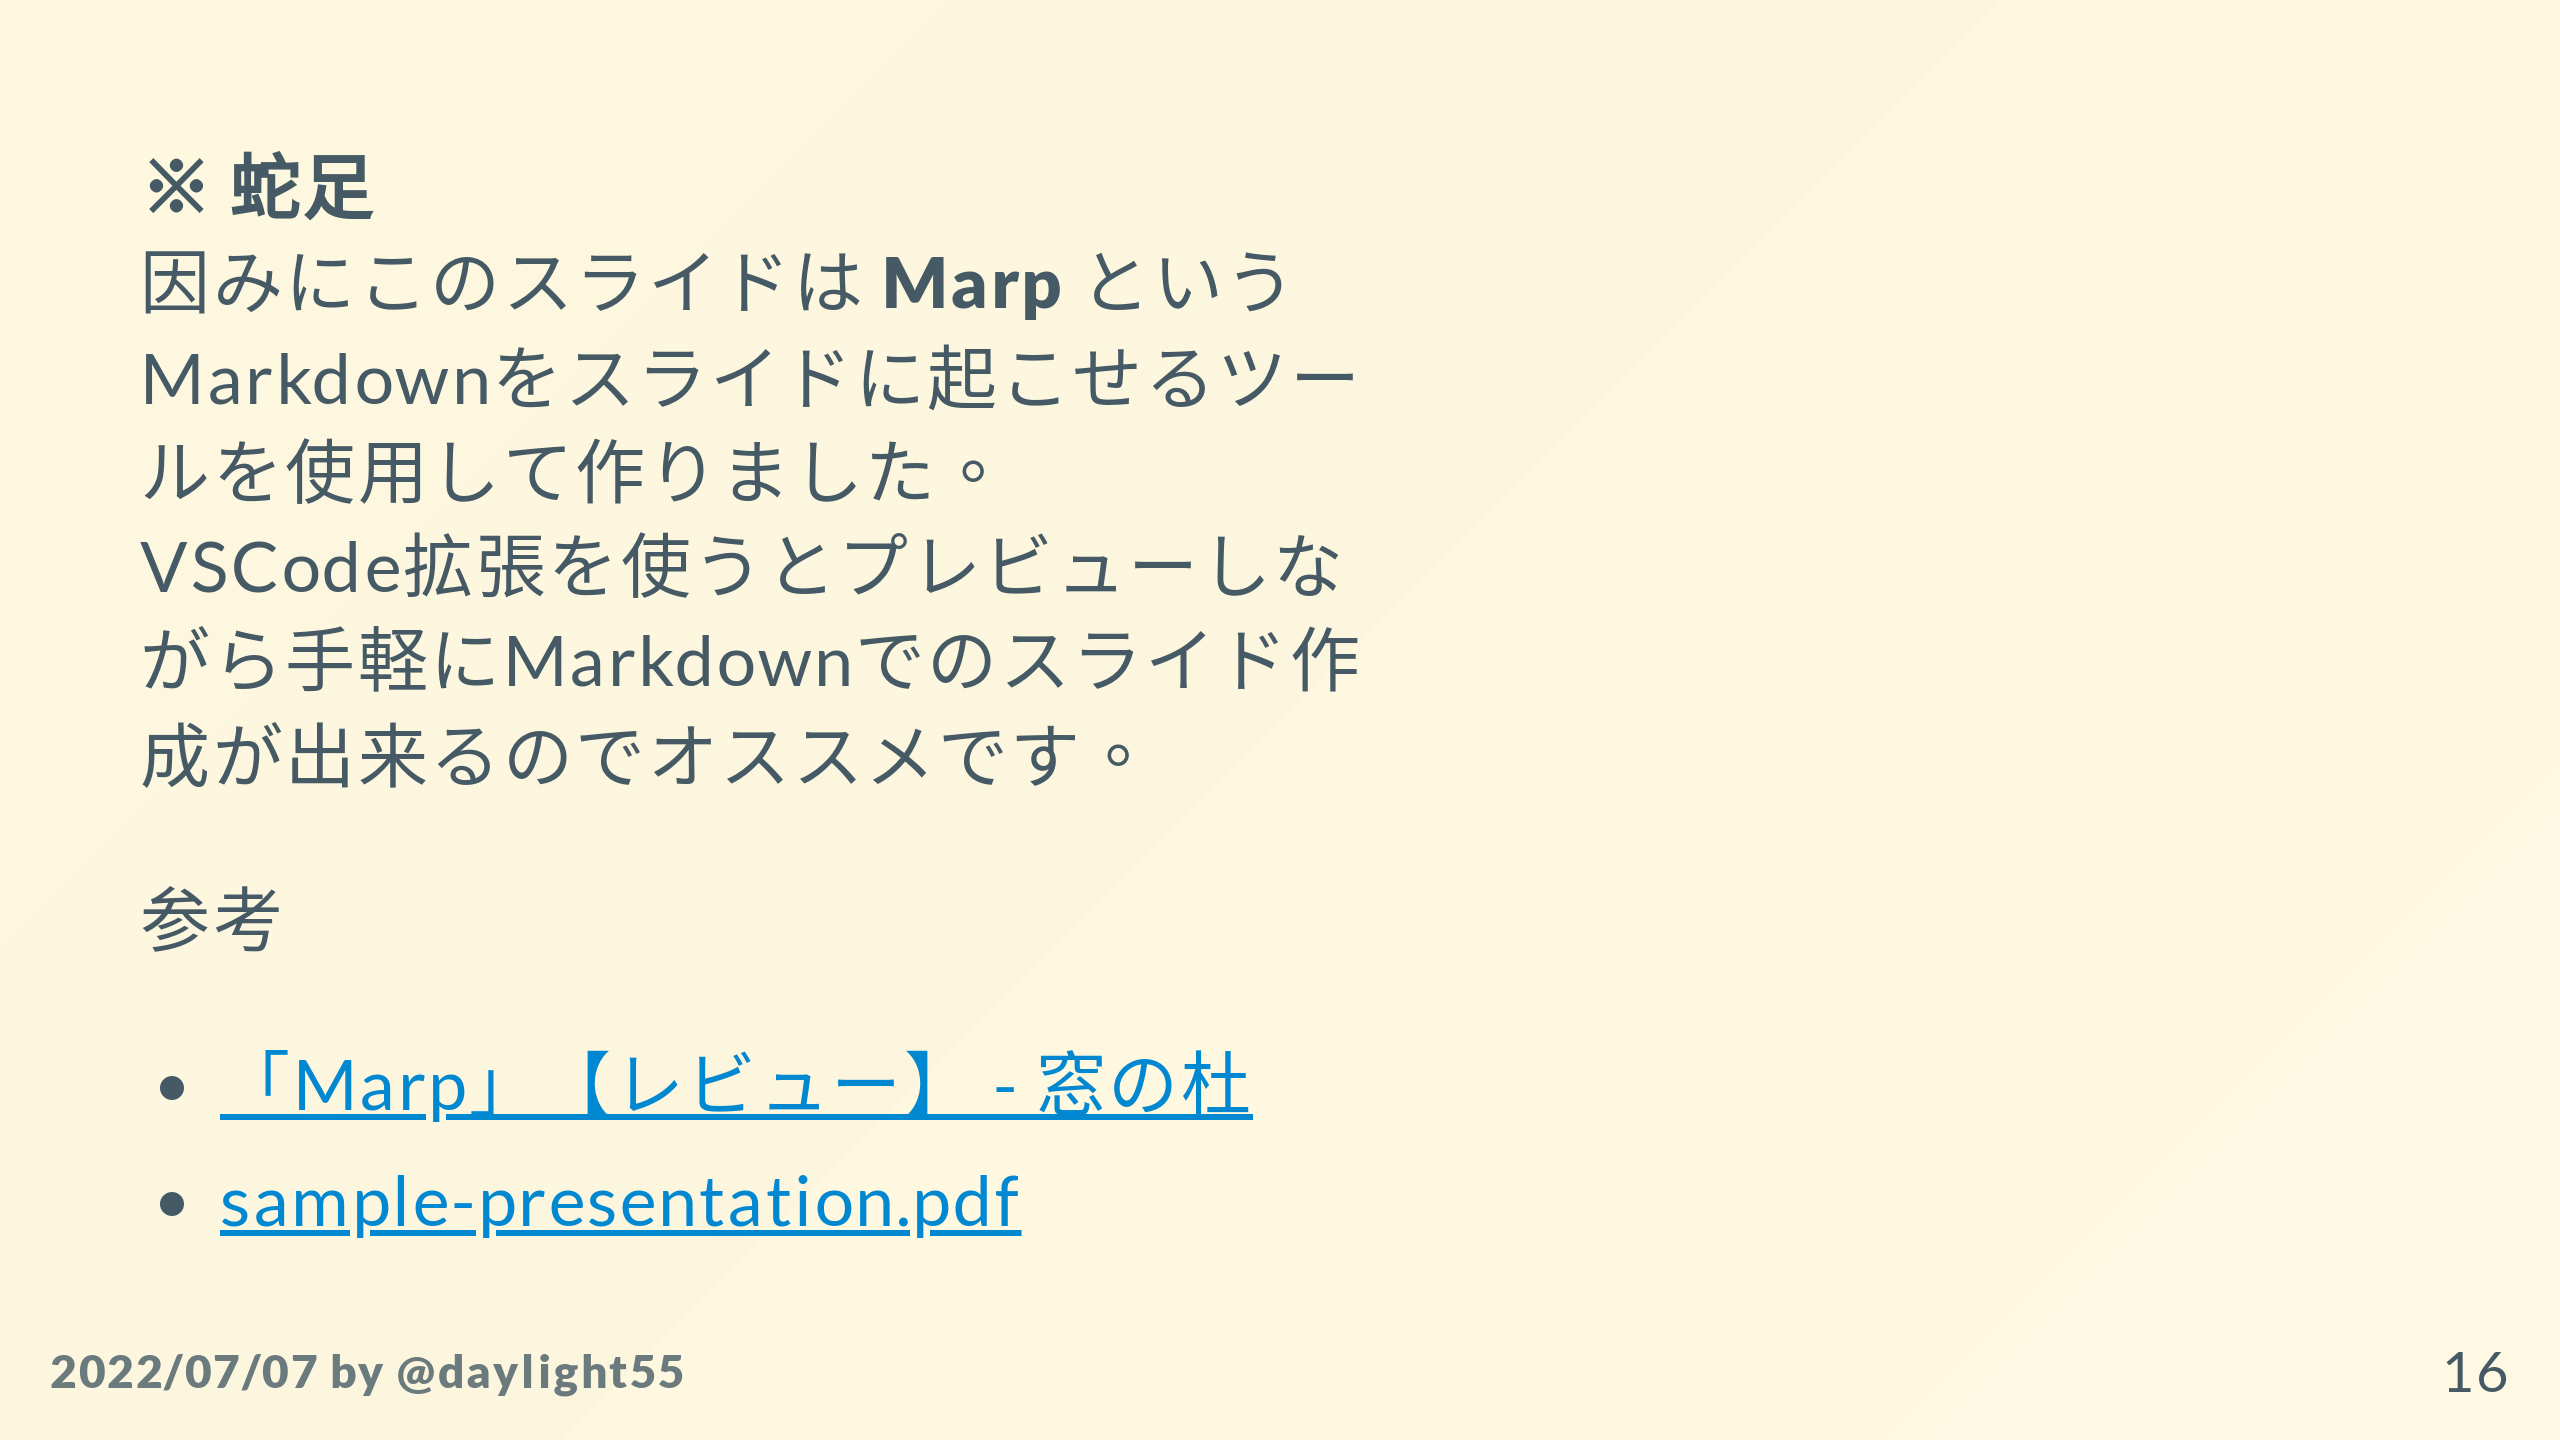 ※ 蛇足
因みにこのスライドは Marp という
Markdownをスライドに起こせるツー
ルを使用して作りました。
VSCode拡張を使うとプレビューしな
がら手軽にMarkdownでのスライド作
成が出来るのでオススメです。
参考
• 「Marp」【レビュー】 - 窓の杜
• sample-presentation.pdf
2022/07/07 by @daylight55
16